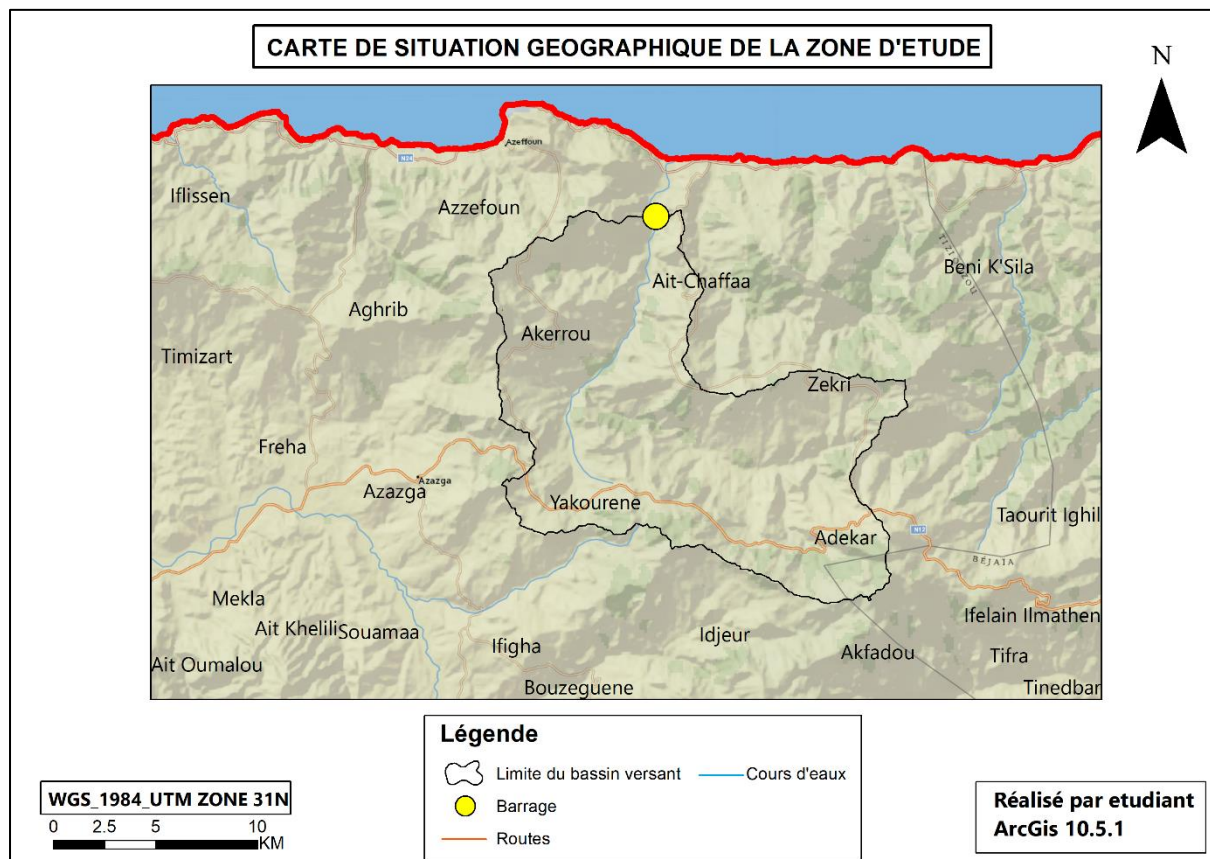 CARTE DE SITUATION GEOGRAPHIQUE DE LA ZONE D'ETUDE
N
Azeffoun
N24
Iflissen
Azzefoun
TIZI OUZOU
Beni K'Sila
Ait-Chaffaa
Aghrib
Akerrou
Timizart
Zekri
Freha
Azazga
Azazga
Yakourene
Taourit Ighil
N12
Adekar
BÉJAÏA
Mekla
Ifelain Ilmathen
Ait Khelili
Souamaa
Ifigha
Idjeur
Akfadou
Tifra
Ait Oumalou
Bouzeguene
Tinedbar
Légende
Limite du bassin versant
Cours d'eaux
Barrage
Routes
WGS_1984_UTM ZONE 31N
0 2.5 5 10
KM
Réalisé par etudiant
ArcGis 10.5.1